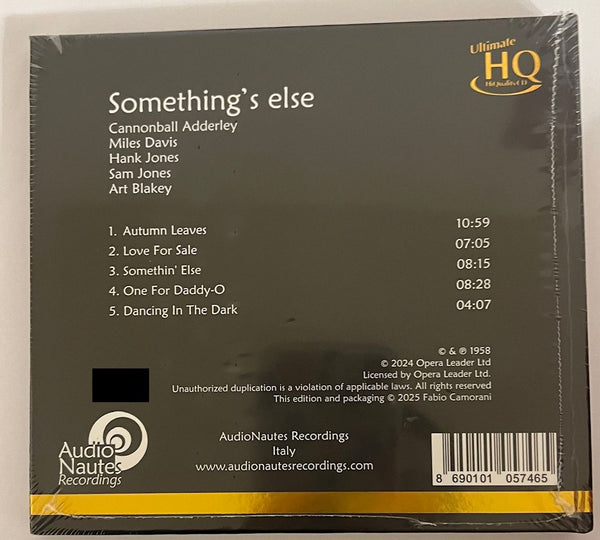 Ultimate
HQ
HiQualityCD
Something's else
Cannonball Adderley
Miles Davis
Hank Jones
Sam Jones
Art Blakey
1. Autumn Leaves 10:59
2. Love For Sale 07:05
3. Somethin' Else 08:15
4. One For Daddy-O 08:28
5. Dancing In The Dark 04:07
© & ℗ 1958
© 2024 Opera Leader Ltd
Licensed by Opera Leader Ltd.
Unauthorized duplication is a violation of applicable laws. All rights reserved
This edition and packaging © 2025 Fabio Camorani
Audio
Nautes
Recordings
AudioNautes Recordings
Italy
www.audionautesrecordings.com
8 690101 057465